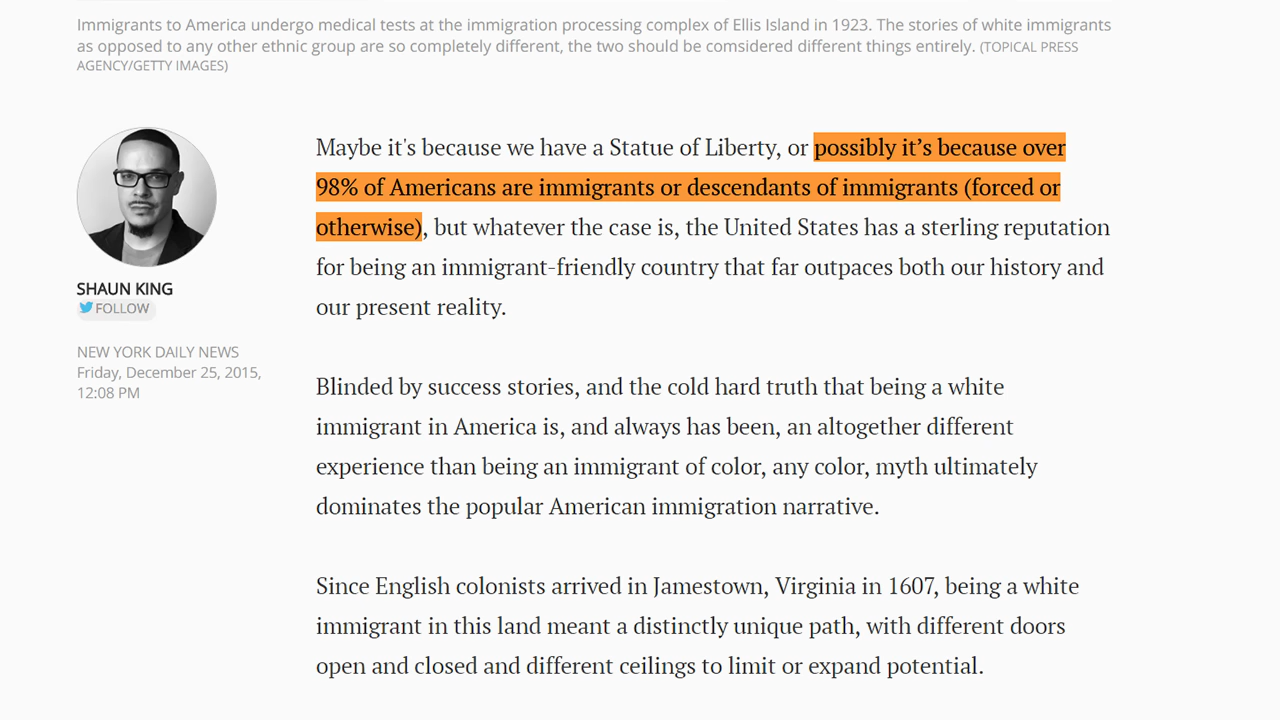 Immigrants to America undergo medical tests at the immigration processing complex of Ellis Island in 1923. The stories of white immigrants
as opposed to any other ethnic group are so completely different, the two should be comsidered different things entirely. (TOPICAL PRESS
AGENCY/GETTY IMAGES)
SHAUN KING
FOLLOW
NEW YORK DAILY NEWS
Friday, December 25, 2015,
12:08 PM
Maybe it's because we have a Statue of Liberty, or possibly it’s because over
98% of Americans are immigrants or descendants of immigrants (forced or
otherwise), but whatever the case is, the United States has a sterling reputation
for being an immigrant-friendly country that far outpaces both our history and
our present reality.
Blinded by success stories, and the cold hard truth that being a white
immigrant in America is, and always has been, an altogether different
experience than being an immigrant of color, any color, myth ultimately
dominates the popular American immigration narrative.
Since English colonists arrived in Jamestown, Virginia in 1607, being a white
immigrant in this land meant a distinctly unique path, with different doors
open and closed and different ceilings to limit or expand potential.